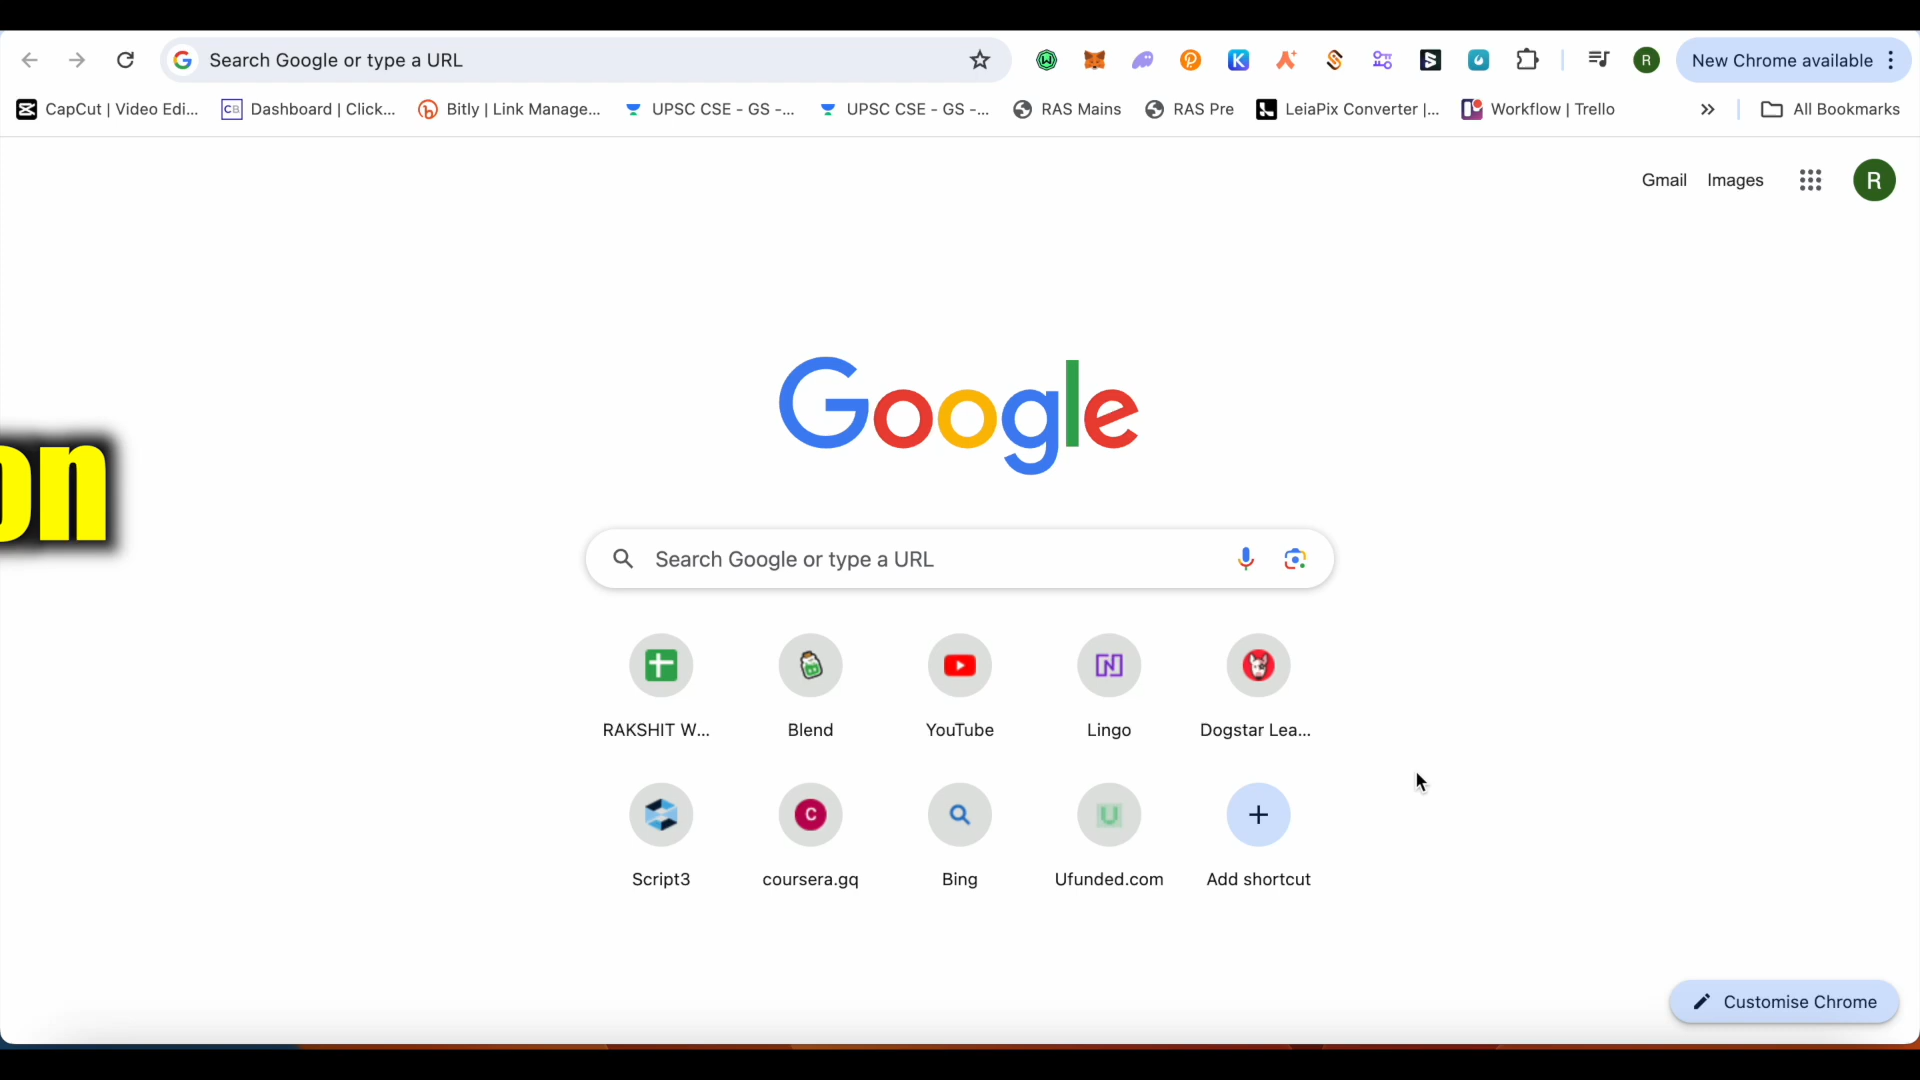 Search Google or type a URL
R
New Chrome available
CapCut | Video Edi...
CB Dashboard | Click...
Bitly | Link Manage...
UPSC CSE - GS -...
UPSC CSE - GS -...
RAS Mains
RAS Pre
LeiaPix Converter |...
Workflow | Trello
All Bookmarks
Gmail
Images
R
Google
on
Search Google or type a URL
RAKSHIT W...
Blend
YouTube
Lingo
Dogstar Lea...
C
U
Script3
coursera.gq
Bing
Ufunded.com
Add shortcut
Customise Chrome